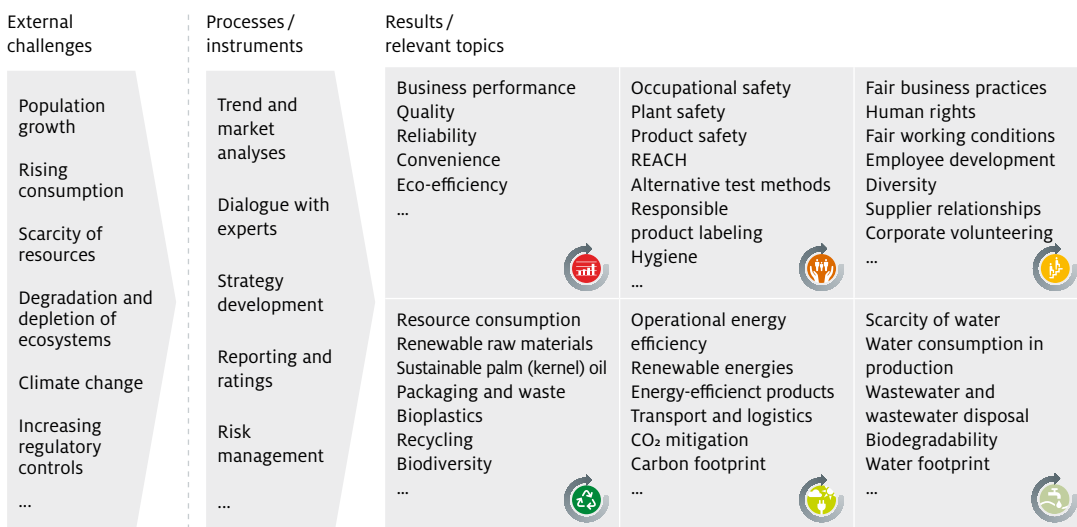 External
challenges
Population
growth
Rising
consumption
Scarcity of
resources
Degradation and
depletion of
ecosystems
Climate change
Increasing
regulatory
controls
...
Processes/
instruments
Trend and
market
analyses
Dialogue with
experts
Strategy
development
Reporting and
ratings
Risk
management
...
Results/
relevant topics
Business performance
Quality
Reliability
Convenience
Eco-efficiency
...
Occupational safety
Plant safety
Product safety
REACH
Alternative test methods
Responsible
product labeling
Hygiene
...
Fair business practices
Human rights
Fair working conditions
Employee development
Diversity
Supplier relationships
Corporate volunteering
...
Resource consumption
Renewable raw materials
Sustainable palm (kernel) oil
Packaging and waste
Bioplastics
Recycling
Biodiversity
...
Operational energy
efficiency
Renewable energies
Energy-efficienct products
Transport and logistics
CO₂ mitigation
Carbon footprint
...
Scarcity of water
Water consumption in
production
Wastewater and
wastewater disposal
Biodegradability
Water footprint
...